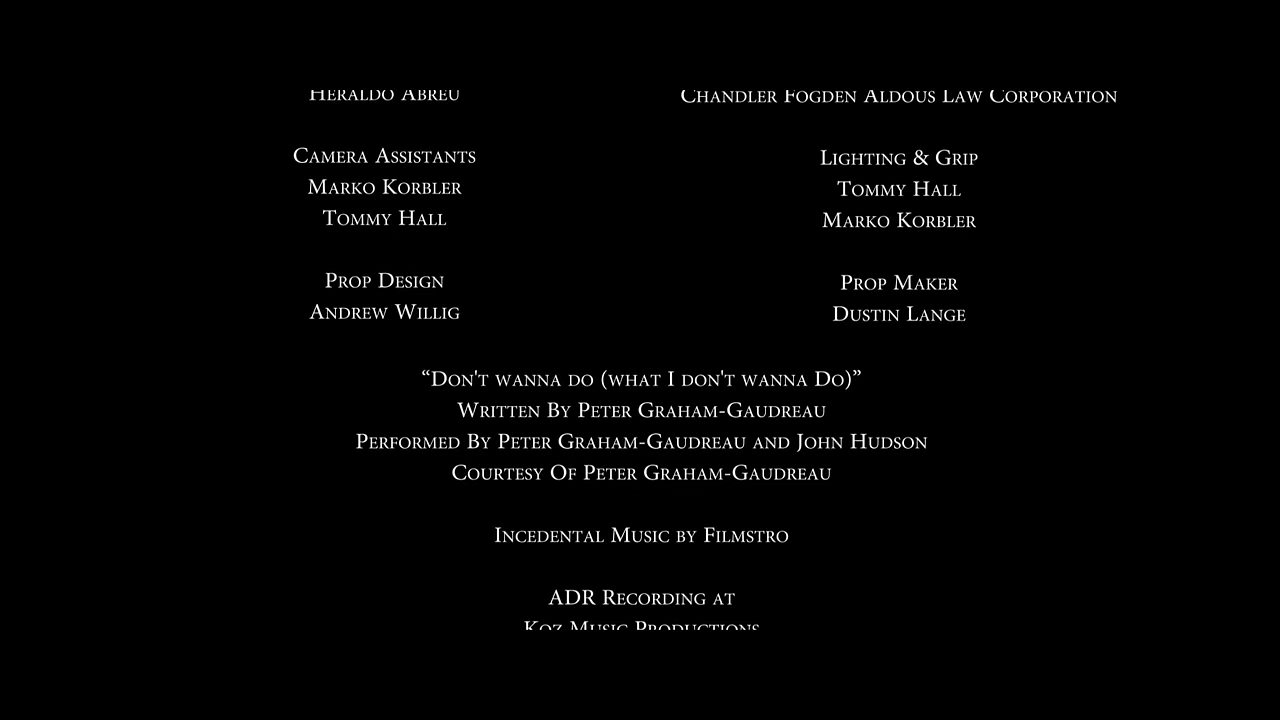 Heraldo Abreu
Chandler Fogden Aldous Law Corporation
Camera Assistants
Marko Korbler
Tommy Hall
Lighting & Grip
Tommy Hall
Marko Korbler
Prop Design
Andrew Willig
Prop Maker
Dustin Lange
“Don't wanna do (what I don't wanna Do)”
Written By Peter Graham-Gaudreau
Performed By Peter Graham-Gaudreau and John Hudson
Courtesy Of Peter Graham-Gaudreau
Incedental Music by Filmstro
ADR Recording at
Koz Music Productions